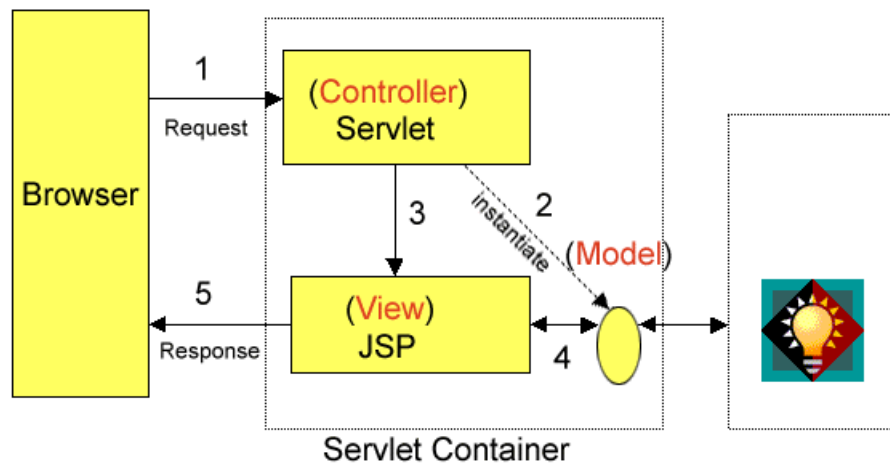 1
Request
Browser
(Controller)
Servlet
2
instantiate
3
(Model)
5
Response
(View)
JSP
4
Servlet Container